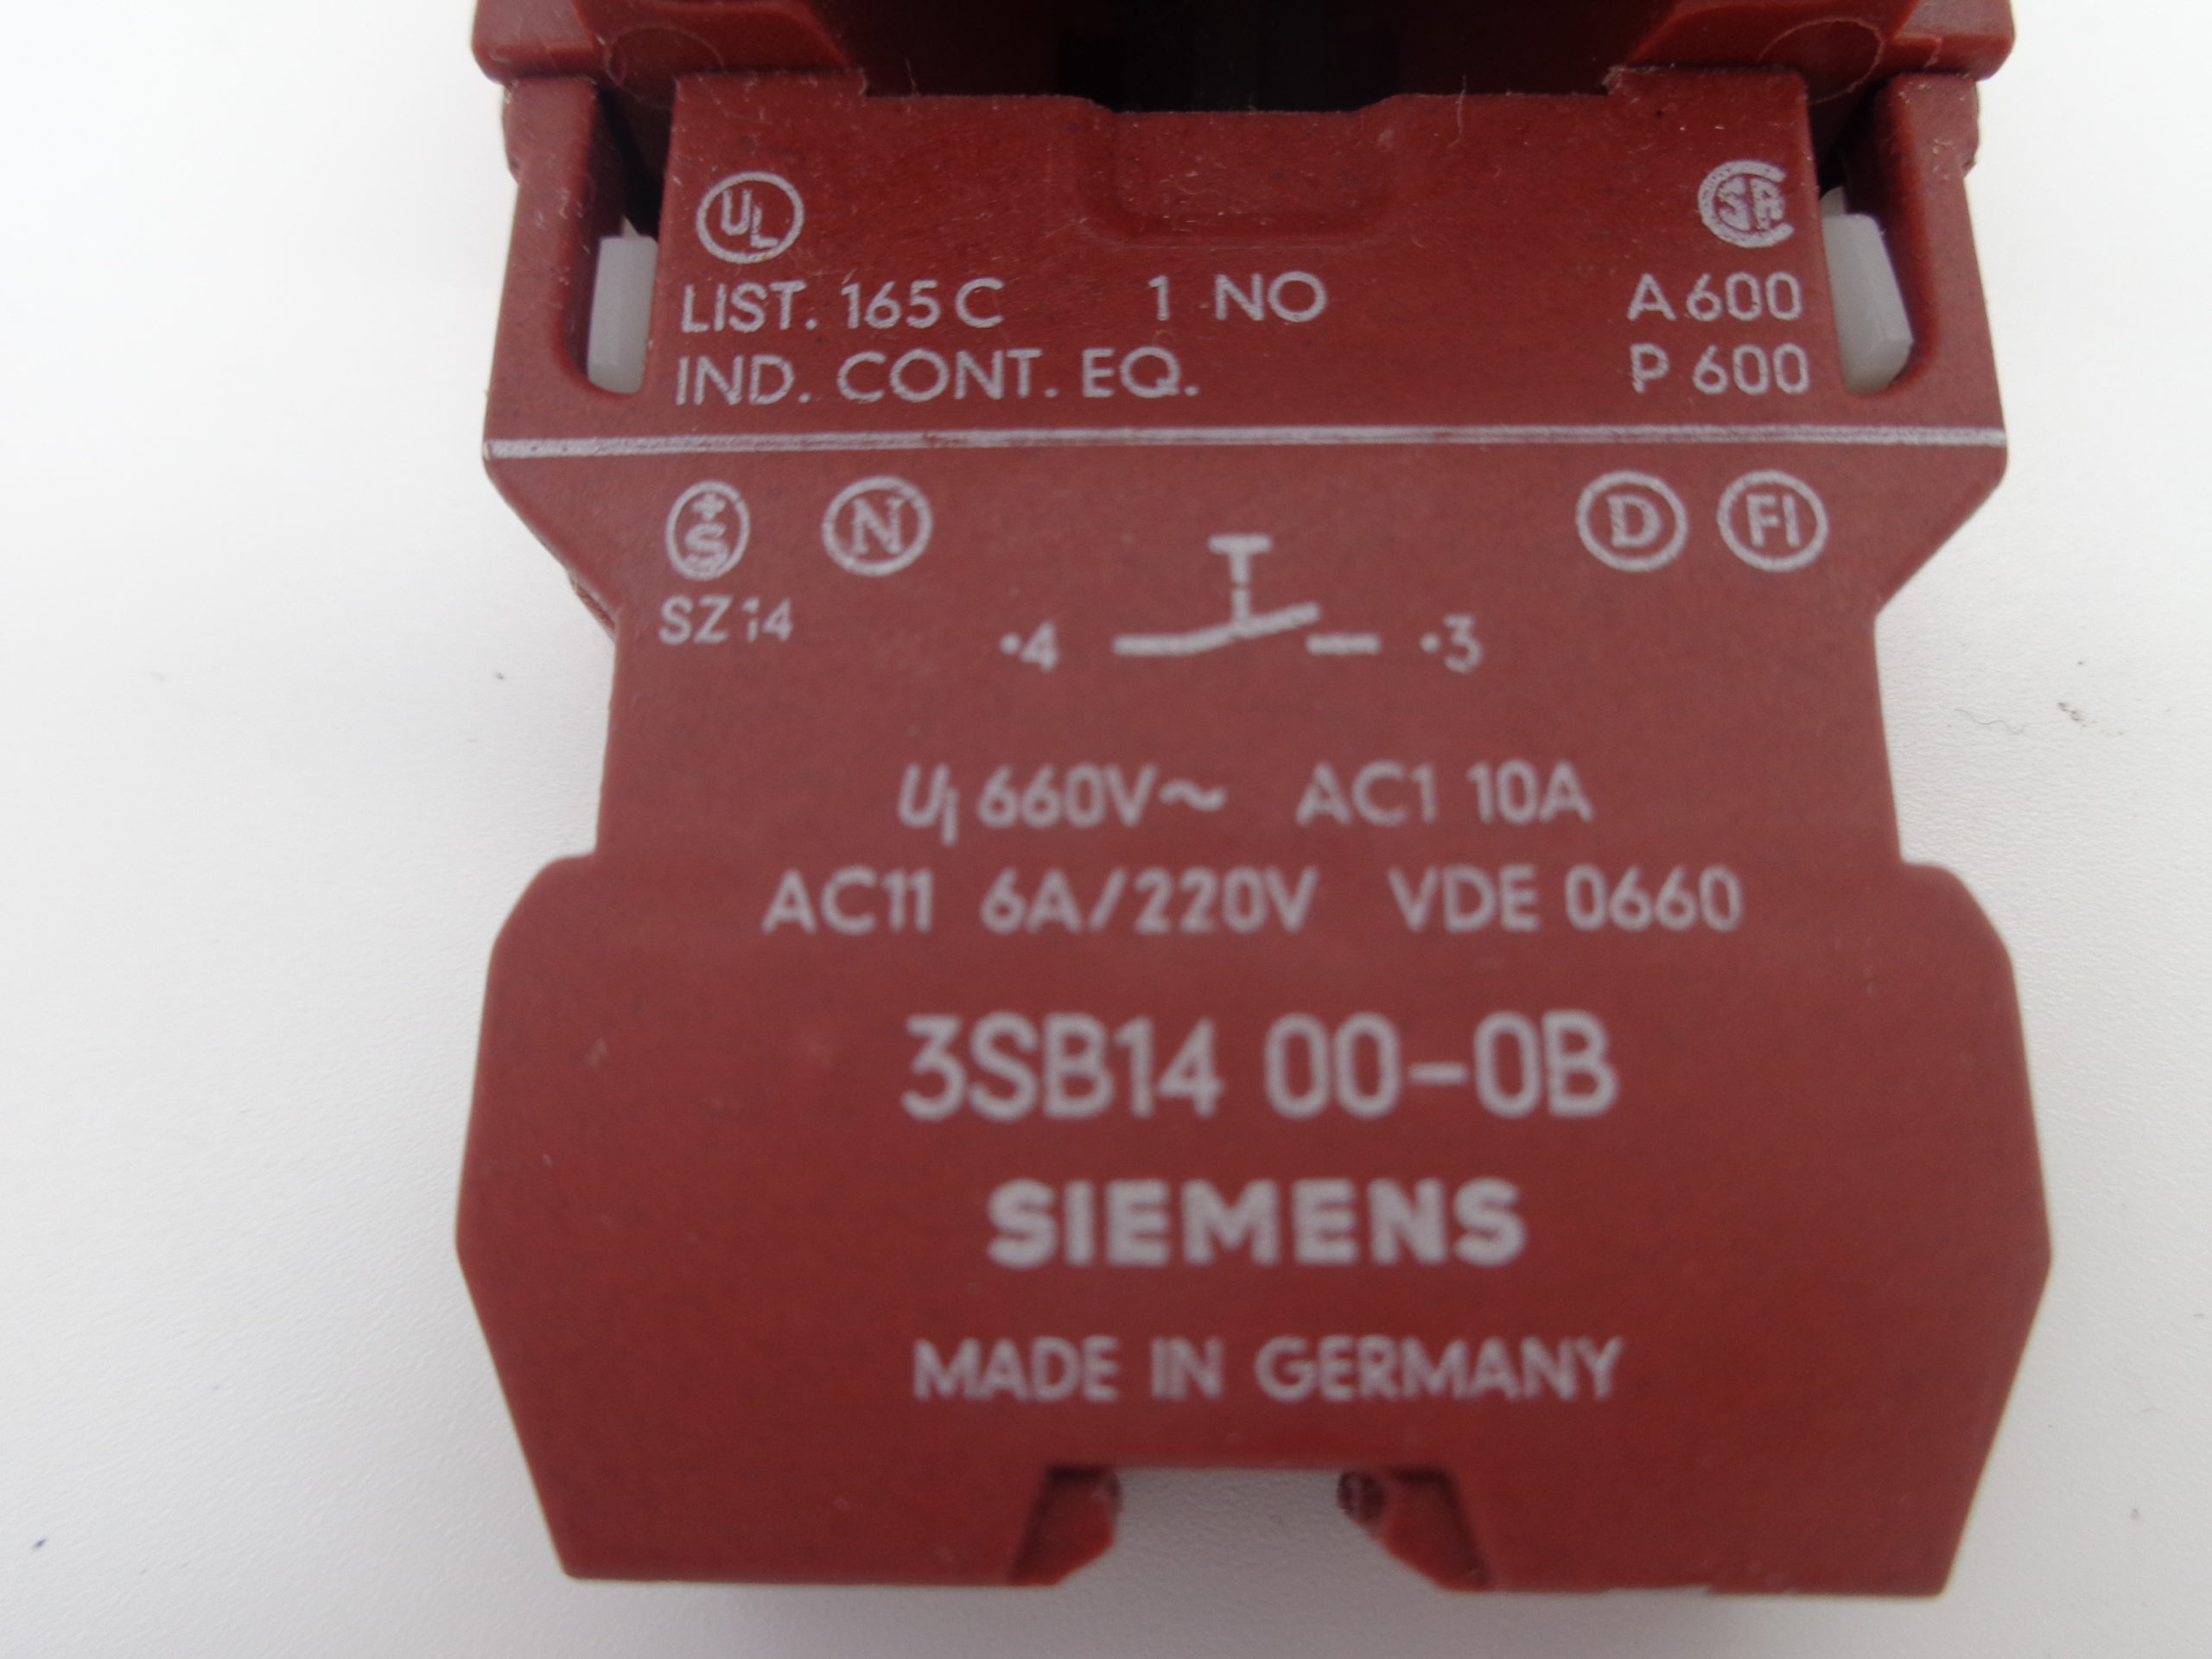 UL SA
LIST. 165 C 1 NO A 600
IND. CONT. EQ. P 600
+S N D FI
SZ 14
.4 .3
Ui 660V~ AC1 10A
AC11 6A/220V VDE 0660
3SB14 00-0B
SIEMENS
MADE IN GERMANY